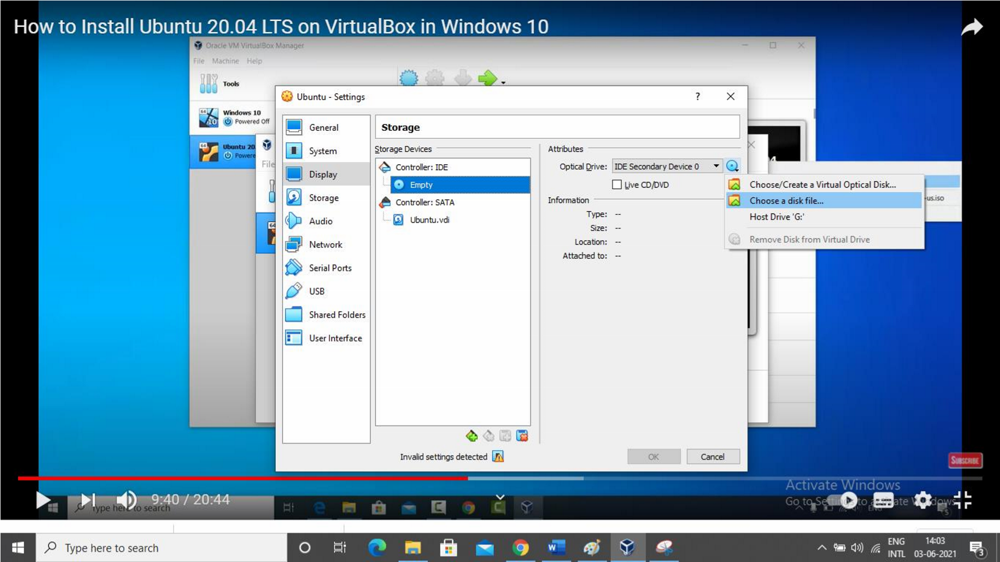 How to Install Ubuntu 20.04 LTS on VirtualBox in Windows 10
Oracle VM VirtualBox Manager
File Machine Help
Tools
64
10
Windows 10
Powered Off
64
Ubuntu 20
Powere
File
64
Ubuntu - Settings
?
General
System
Display
Storage
Audio
Network
Serial Ports
USB
Shared Folders
User Interface
Storage
Storage Devices
Controller: IDE
Empty
Controller: SATA
Ubuntu.vdi
Attributes
Optical Drive: IDE Secondary Device 0
Live CD/DVD
Information
Type: --
Size: --
Location: --
Attached to: --
Choose/Create a Virtual Optical Disk...
Choose a disk file...
Host Drive 'G:'
Remove Disk from Virtual Drive
-us.iso
Invalid settings detected
OK
Cancel
SUBSCRIBE
Activate Windows
Go to Settings to activate Windows.
9:40 / 20:44
Type here to search
Type here to search
ENG
INTL
14:03
03-06-2021
3